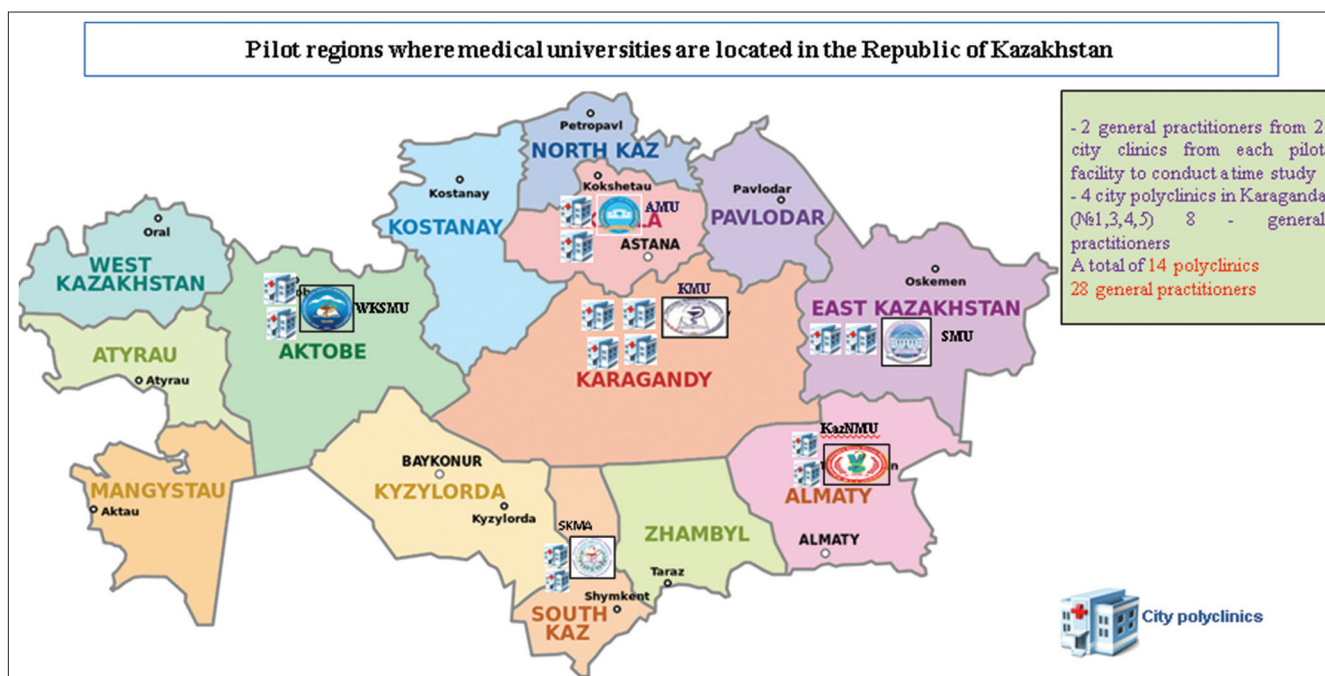 Pilot regions where medical universities are located in the Republic of Kazakhstan
- 2 general practitioners from 2
city clinics from each pilot
facility to conduct a time study
- 4 city polyclinics in Karaganda
(№1,3,4,5) 8 - general
practitioners
A total of 14 polyclinics
28 general practitioners
Petropavl
NORTH KAZ
Kostanay
KOSTANAY
Kokshetau
AMU
ASTANA
Pavlodar
PAVLODAR
Oral
WEST
KAZAKHSTAN
WKSMU
AKTOBE
ATYRAU
Atyrau
KMU
KARAGANDY
Oskemen
EAST KAZAKHSTAN
SMU
MANGYSTAU
Aktau
BAYKONUR
KYZYLORDA
Kyzylorda
KazNMU
ALMATY
ALMATY
SKMA
ZHAMBYL
Taraz
Shymkent
SOUTH
KAZ
City polyclinics